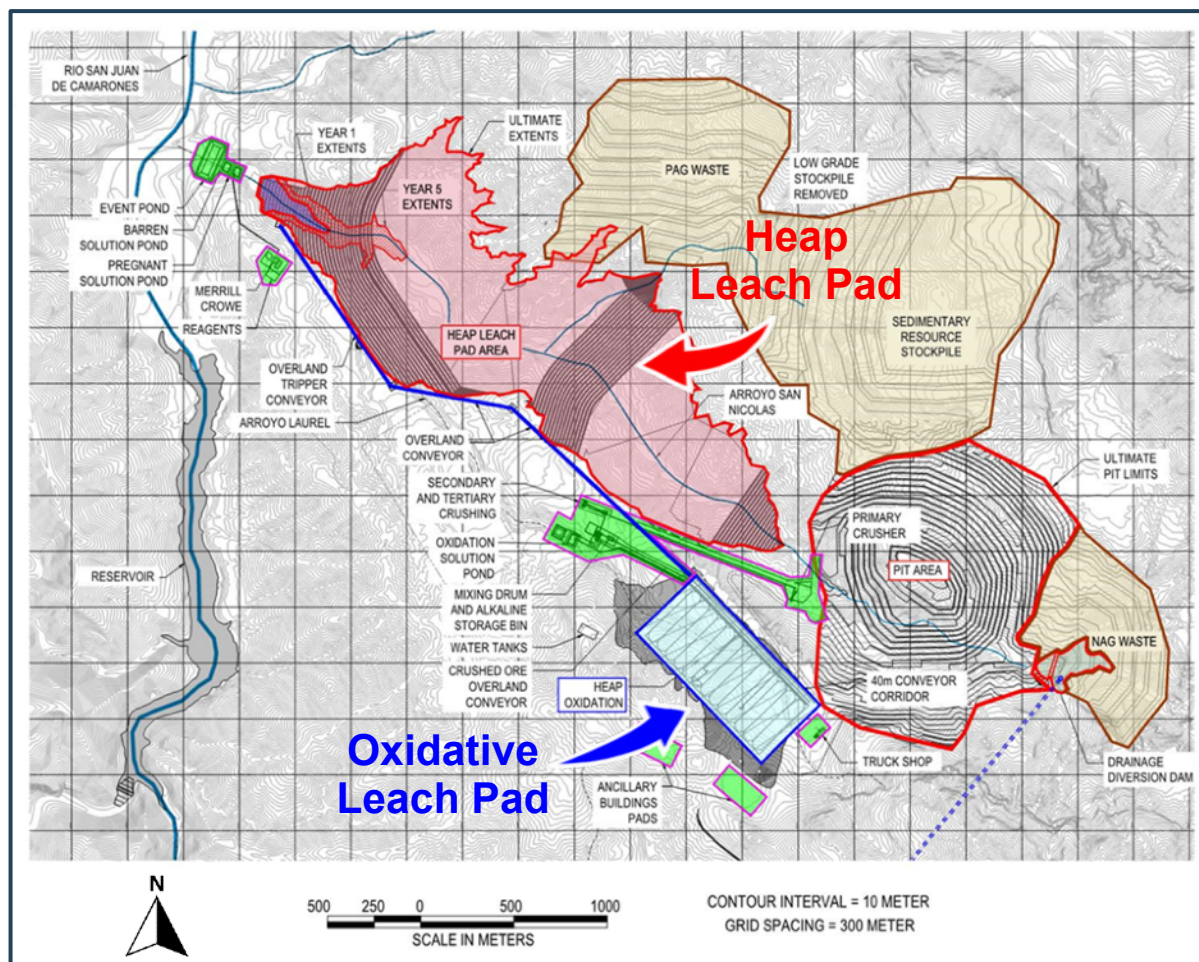 RIO SAN JUAN
DE CAMARONES
YEAR 1
EXTENTS
ULTIMATE
EXTENTS
YEAR 5
EXTENTS
PAG WASTE
LOW GRADE
STOCKPILE
REMOVED
EVENT POND
BARREN
SOLUTION POND
PREGNANT
SOLUTION POND
MERRILL
CROWE
REAGENTS
Heap
Leach Pad
HEAP LEACH
PAD AREA
SEDIMENTARY
RESOURCE
STOCKPILE
OVERLAND
TRIPPER
CONVEYOR
ARROYO LAUREL
ARROYO SAN
NICOLAS
OVERLAND
CONVEYOR
ULTIMATE
PIT LIMITS
SECONDARY
AND TERTIARY
CRUSHING
PRIMARY
CRUSHER
OXIDATION
SOLUTION
POND
PIT AREA
RESERVOIR
MIXING DRUM
AND ALKALINE
STORAGE BIN
WATER TANKS
NAG WASTE
CRUSHED ORE
OVERLAND
CONVEYOR
HEAP
OXIDATION
40m CONVEYOR
CORRIDOR
Oxidative
Leach Pad
TRUCK SHOP
DRAINAGE
DIVERSION DAM
ANCILLARY
BUILDINGS
PADS
N
500 250 0 500 1000
SCALE IN METERS
CONTOUR INTERVAL = 10 METER
GRID SPACING = 300 METER